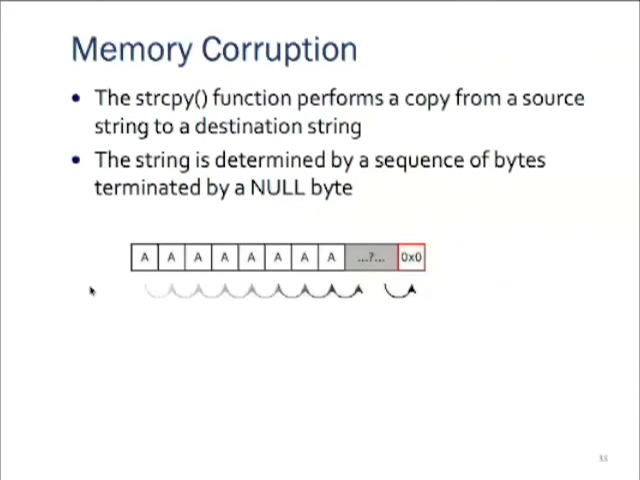 Memory Corruption
• The strcpy() function performs a copy from a source
string to a destination string
• The string is determined by a sequence of bytes
terminated by a NULL byte
A A A A A A A A ...?... 0x0
33